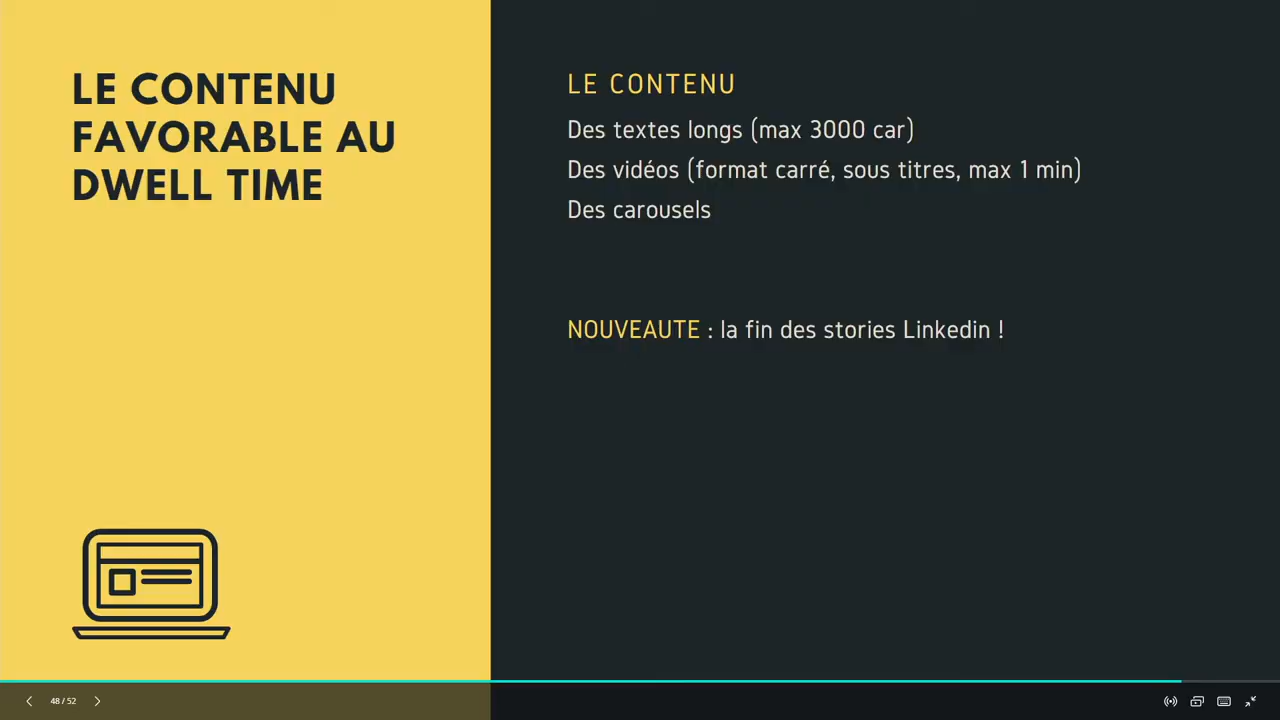 LE CONTENU
FAVORABLE AU
DWELL TIME
LE CONTENU
Des textes longs (max 3000 car)
Des vidéos (format carré, sous titres, max 1 min)
Des carousels
NOUVEAUTE : la fin des stories Linkedin !
48 / 52